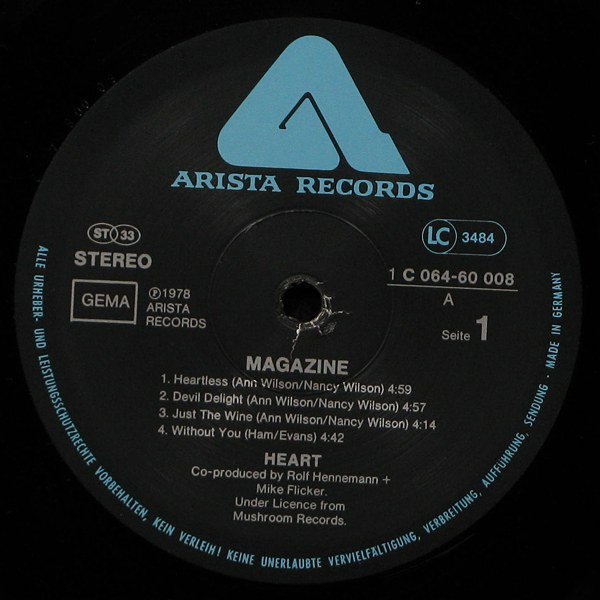 ARISTA RECORDS
ST 33
STEREO
GEMA
℗1978
ARISTA
RECORDS
LC 3484
1 C 064-60 008
A
Seite 1
MAGAZINE
1. Heartless (Ann Wilson/Nancy Wilson) 4:59
2. Devil Delight (Ann Wilson/Nancy Wilson) 4:57
3. Just The Wine (Ann Wilson/Nancy Wilson) 4:14
4. Without You (Ham/Evans) 4:42
HEART
Co-produced by Rolf Hennemann +
Mike Flicker.
Under Licence from
Mushroom Records.
ALLE URHEBER- UND LEISTUNGSSCHUTZRECHTE VORBEHALTEN, KEIN VERLEIH! KEINE UNERLAUBTE VERVIELFÄLTIGUNG, VERBREITUNG, AUFFÜHRUNG, SENDUNG · MADE IN GERMANY